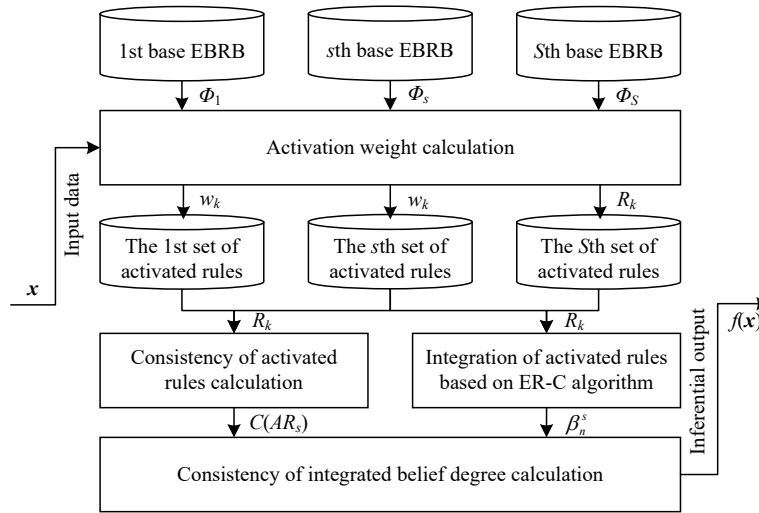 1st base EBRB
sth base EBRB
Sth base EBRB
Φ1
Φs
ΦS
Activation weight calculation
Input data
wk
wk
Rk
The 1st set of
activated rules
The sth set of
activated rules
The Sth set of
activated rules
x
Rk
Rk
f(x)
Consistency of activated
rules calculation
Integration of activated rules
based on ER-C algorithm
Inferential output
C(ARs)
βns
Consistency of integrated belief degree calculation